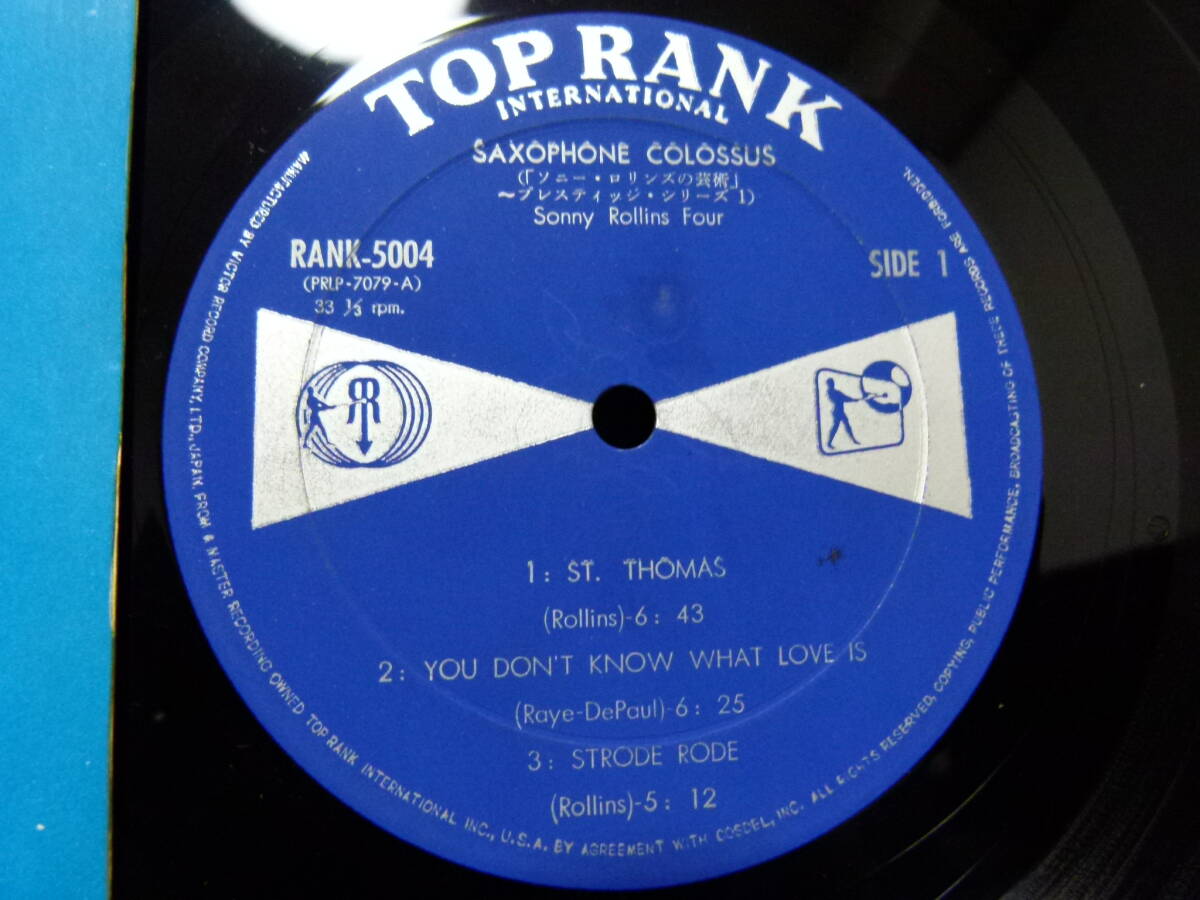 TOP RANK
INTERNATIONAL
SAXOPHONE COLOSSUS
(「ソニー・ロリンズの芸術」
〜プレスティッジ・シリーズ 1)
Sonny Rollins Four
RANK-5004
(PRLP-7079-A)
33 ⅓ rpm.
SIDE 1
1: ST. THOMAS
(Rollins)-6: 43
2: YOU DON'T KNOW WHAT LOVE IS
(Raye-DePaul)-6: 25
3: STRODE RODE
(Rollins)-5: 12
MANUFACTURED BY VICTOR RECORD COMPANY, LTD., JAPAN, FROM A MASTER RECORDING OWNED TOP RANK INTERNATIONAL INC., U.S.A. BY AGREEMENT WITH COSDEL, INC. ALL RIGHTS RESERVED, COPYING, PUBLIC PERFORMANCE, BROADCASTING OF THESE RECORDS ARE FORBIDDEN.